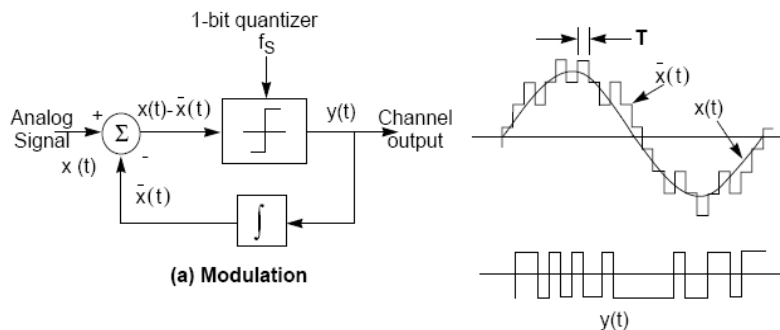 1-bit quantizer
fS
Analog
Signal
x (t)
+
Σ
-
x(t)-x̄(t)
y(t)
Channel
output
x̄(t)
∫
(a) Modulation
T
x̄(t)
x(t)
y(t)